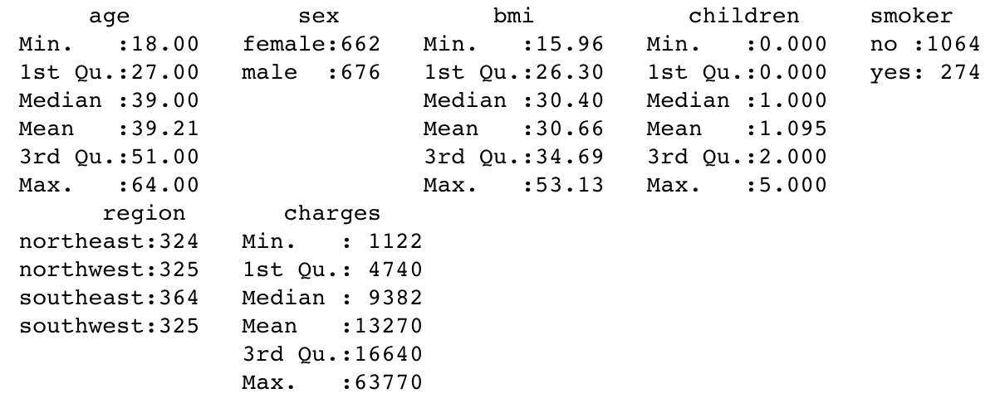 age            sex              bmi             children     smoker
Min.   :18.00   female:662   Min.   :15.96   Min.   :0.000   no :1064
1st Qu.:27.00   male  :676   1st Qu.:26.30   1st Qu.:0.000   yes: 274
Median :39.00                Median :30.40   Median :1.000
Mean   :39.21                Mean   :30.66   Mean   :1.095
3rd Qu.:51.00                3rd Qu.:34.69   3rd Qu.:2.000
Max.   :64.00                Max.   :53.13   Max.   :5.000
       region       charges
northeast:324   Min.   : 1122
northwest:325   1st Qu.: 4740
southeast:364   Median : 9382
southwest:325   Mean   :13270
                3rd Qu.:16640
                Max.   :63770